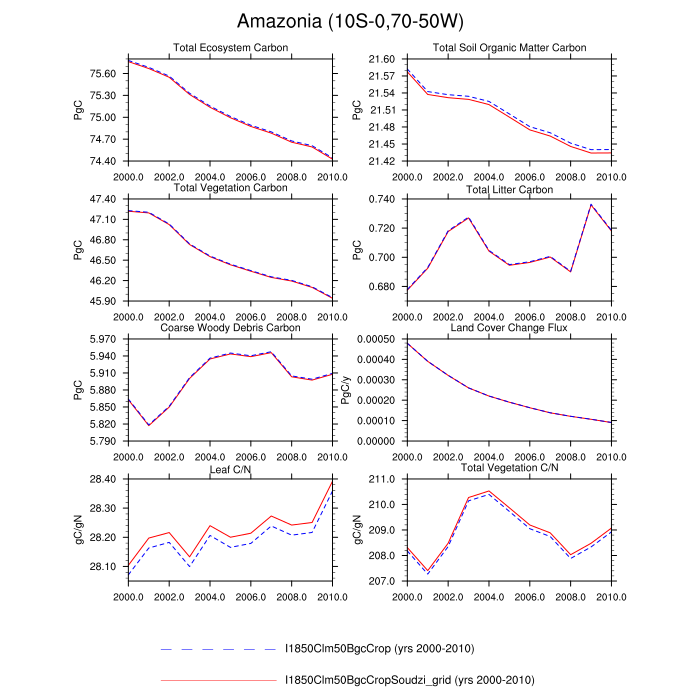 Amazonia (10S-0,70-50W)
Total Ecosystem Carbon
PgC
75.60
75.30
75.00
74.70
74.40
2000.0 2002.0 2004.0 2006.0 2008.0 2010.0
Total Soil Organic Matter Carbon
PgC
21.60
21.57
21.54
21.51
21.48
21.45
21.42
2000.0 2002.0 2004.0 2006.0 2008.0 2010.0
Total Vegetation Carbon
PgC
47.40
47.10
46.80
46.50
46.20
45.90
2000.0 2002.0 2004.0 2006.0 2008.0 2010.0
Total Litter Carbon
PgC
0.740
0.720
0.700
0.680
2000.0 2002.0 2004.0 2006.0 2008.0 2010.0
Coarse Woody Debris Carbon
PgC
5.970
5.940
5.910
5.880
5.850
5.820
5.790
2000.0 2002.0 2004.0 2006.0 2008.0 2010.0
Land Cover Change Flux
PgC/y
0.00050
0.00040
0.00030
0.00020
0.00010
0.00000
2000.0 2002.0 2004.0 2006.0 2008.0 2010.0
Leaf C/N
gC/gN
28.40
28.30
28.20
28.10
2000.0 2002.0 2004.0 2006.0 2008.0 2010.0
Total Vegetation C/N
gC/gN
211.0
210.0
209.0
208.0
207.0
2000.0 2002.0 2004.0 2006.0 2008.0 2010.0
I1850Clm50BgcCrop (yrs 2000-2010)
I1850Clm50BgcCropSoudzi_grid (yrs 2000-2010)